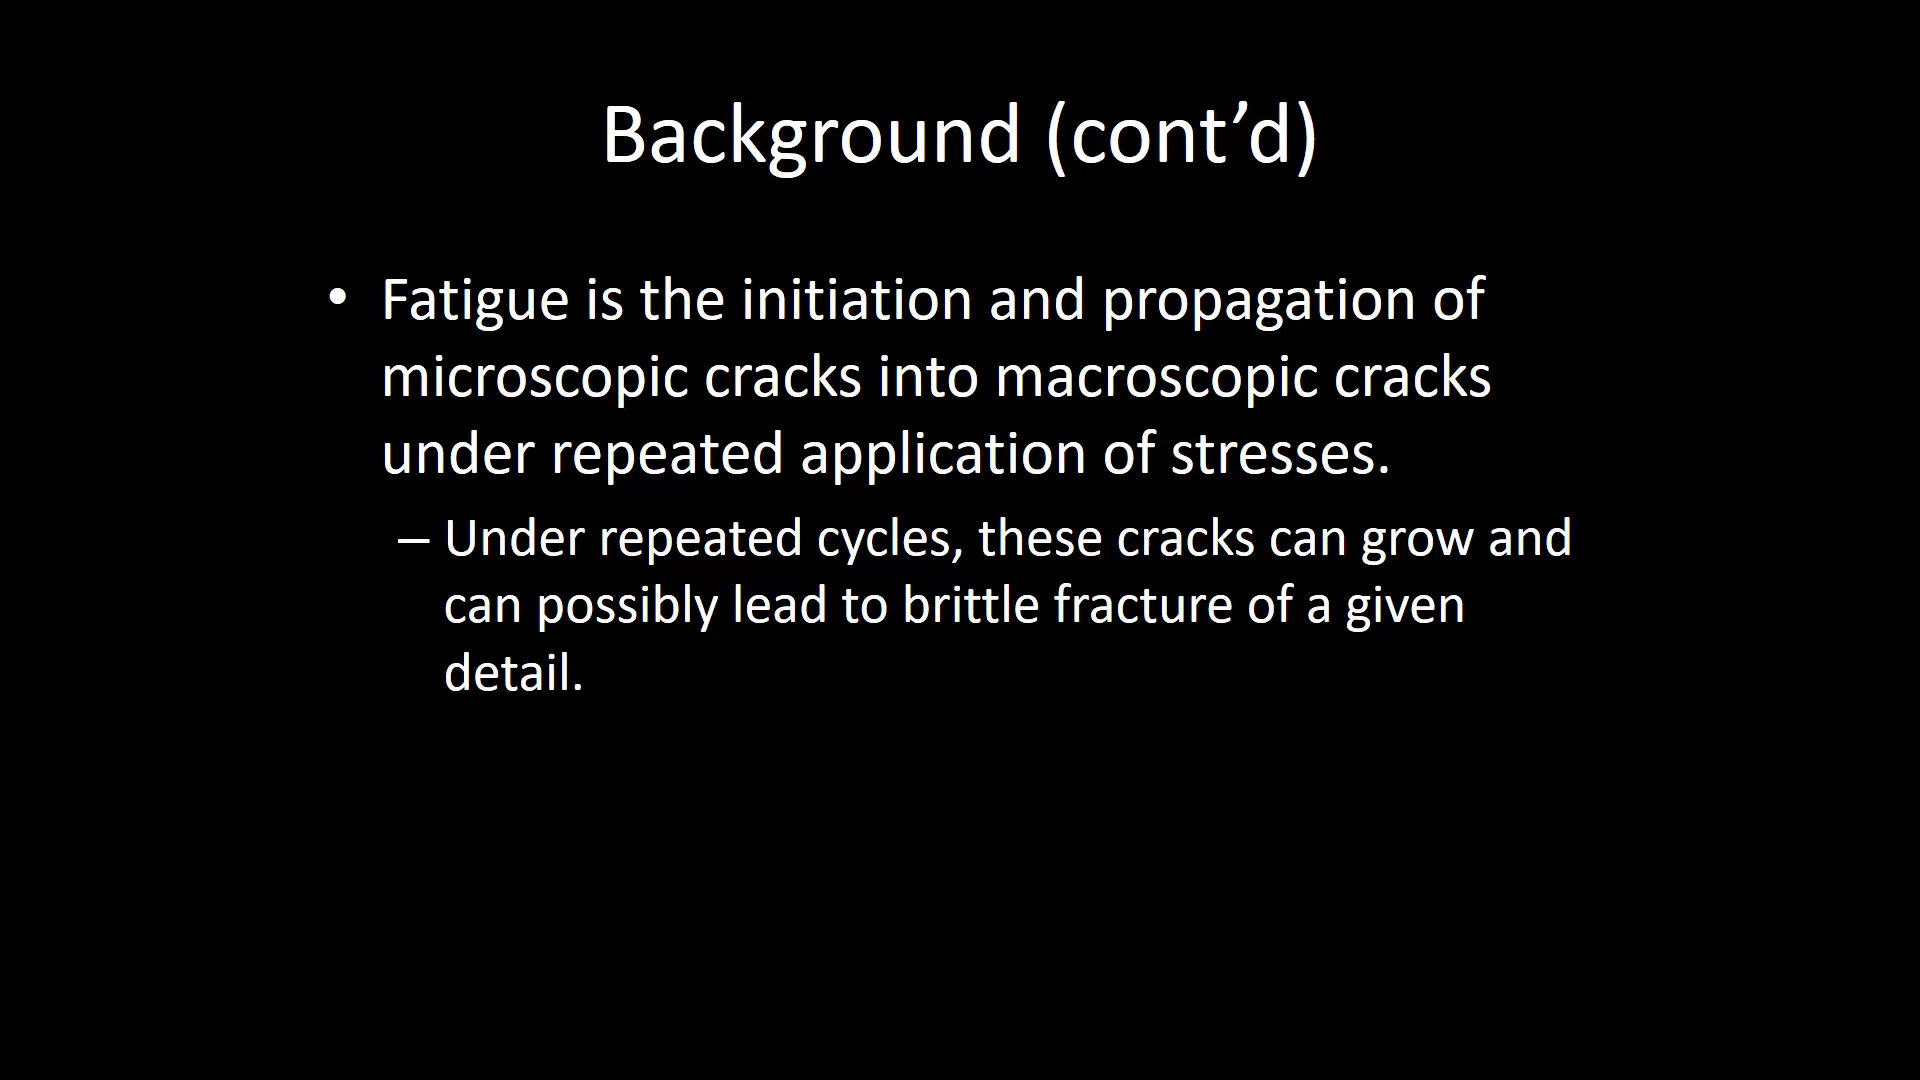 Background (cont’d)
• Fatigue is the initiation and propagation of
microscopic cracks into macroscopic cracks
under repeated application of stresses.
– Under repeated cycles, these cracks can grow and
can possibly lead to brittle fracture of a given
detail.